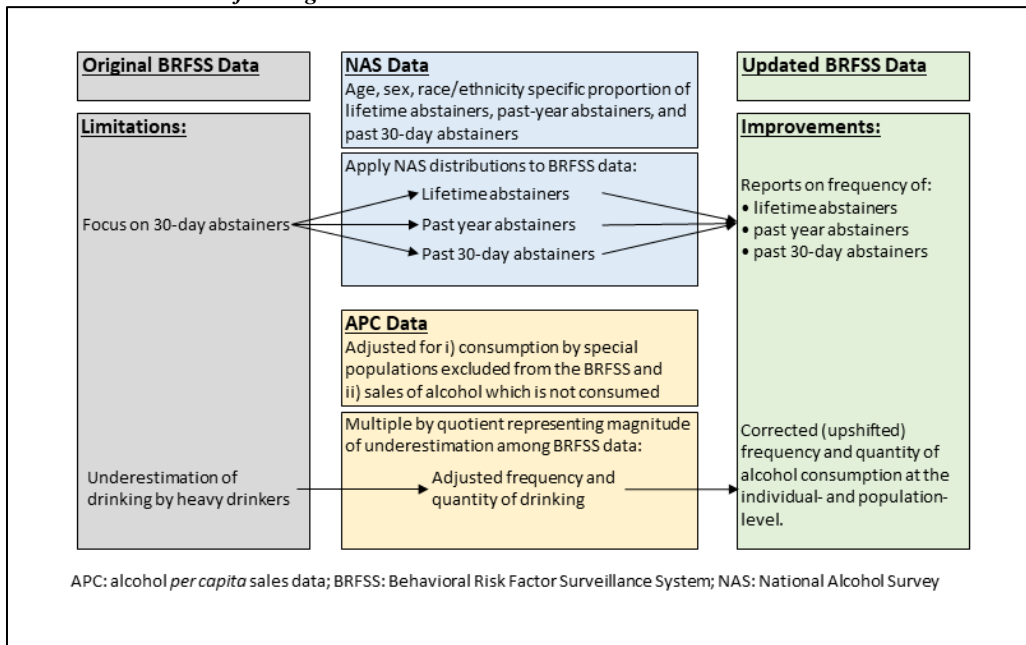 Original BRFSS Data
Limitations:
Focus on 30-day abstainers
Underestimation of
drinking by heavy drinkers
NAS Data
Age, sex, race/ethnicity specific proportion of
lifetime abstainers, past-year abstainers, and
past 30-day abstainers
Apply NAS distributions to BRFSS data:
Lifetime abstainers
Past year abstainers
Past 30-day abstainers
APC Data
Adjusted for i) consumption by special
populations excluded from the BRFSS and
ii) sales of alcohol which is not consumed
Multiple by quotient representing magnitude
of underestimation among BRFSS data:
Adjusted frequency and
quantity of drinking
Updated BRFSS Data
Improvements:
Reports on frequency of:
• lifetime abstainers
• past year abstainers
• past 30-day abstainers
Corrected (upshifted)
frequency and quantity of
alcohol consumption at the
individual- and population-
level.
APC: alcohol per capita sales data; BRFSS: Behavioral Risk Factor Surveillance System; NAS: National Alcohol Survey